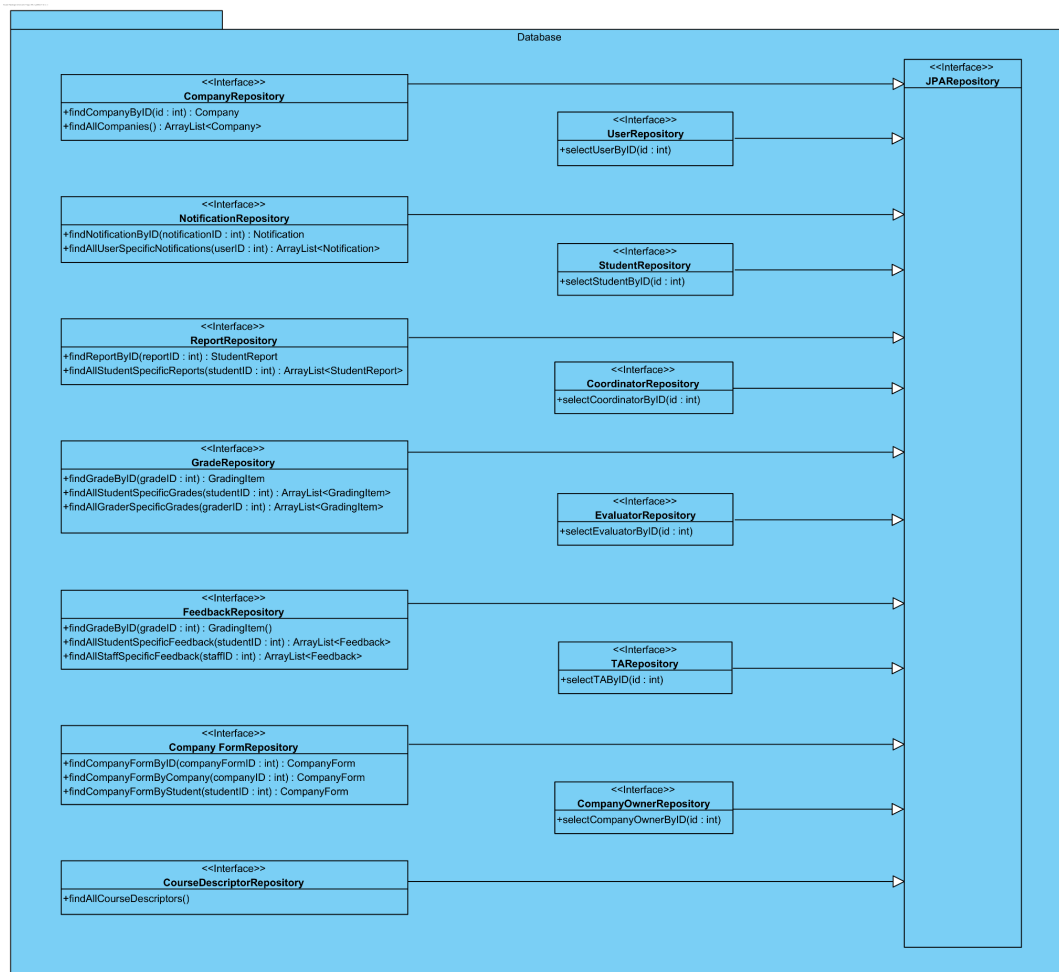 Database
<<Interface>>
CompanyRepository
+findCompanyByID(id : int) : Company
+findAllCompanies() : ArrayList<Company>
<<Interface>>
JPARepository
<<Interface>>
UserRepository
+selectUserByID(id : int)
<<Interface>>
NotificationRepository
+findNotificationByID(notificationID : int) : Notification
+findAllUserSpecificNotifications(userID : int) : ArrayList<Notification>
<<Interface>>
StudentRepository
+selectStudentByID(id : int)
<<Interface>>
ReportRepository
+findReportByID(reportID : int) : StudentReport
+findAllStudentSpecificReports(studentID : int) : ArrayList<StudentReport>
<<Interface>>
CoordinatorRepository
+selectCoordinatorByID(id : int)
<<Interface>>
GradeRepository
+findGradeByID(gradeID : int) : GradingItem
+findAllStudentSpecificGrades(studentID : int) : ArrayList<GradingItem>
+findAllGraderSpecificGrades(graderID : int) : ArrayList<GradingItem>
<<Interface>>
EvaluatorRepository
+selectEvaluatorByID(id : int)
<<Interface>>
FeedbackRepository
+findGradeByID(gradeID : int) : GradingItem()
+findAllStudentSpecificFeedback(studentID : int) : ArrayList<Feedback>
+findAllStaffSpecificFeedback(staffID : int) : ArrayList<Feedback>
<<Interface>>
TARepository
+selectTAByID(id : int)
<<Interface>>
Company FormRepository
+findCompanyFormByID(companyFormID : int) : CompanyForm
+findCompanyFormByCompany(companyID : int) : CompanyForm
+findCompanyFormByStudent(studentID : int) : CompanyForm
<<Interface>>
CompanyOwnerRepository
+selectCompanyOwnerByID(id : int)
<<Interface>>
CourseDescriptorRepository
+findAllCourseDescriptors()